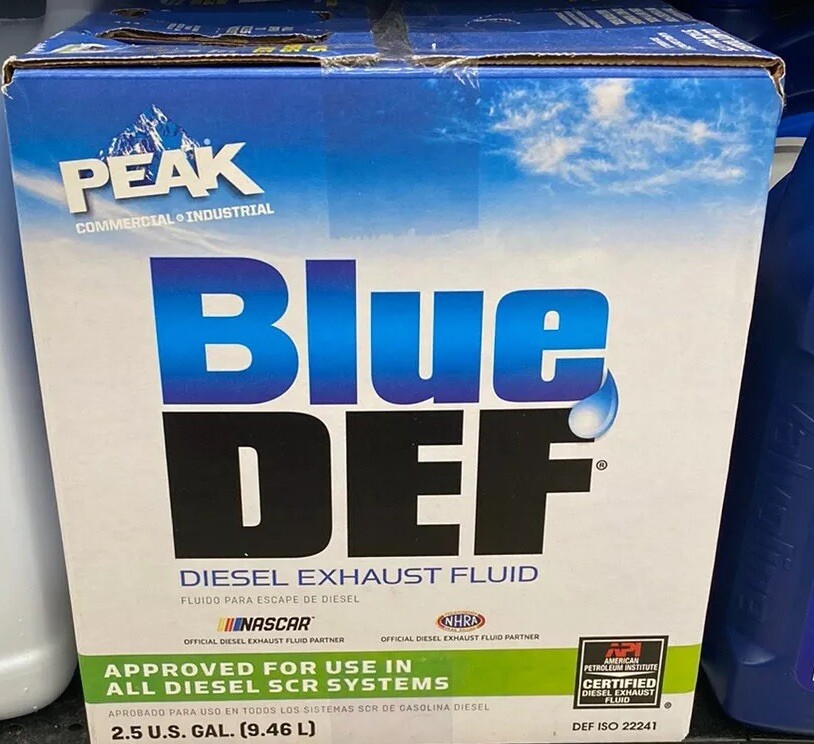 PEAK
COMMERCIAL INDUSTRIAL
Blue
DEF®
DIESEL EXHAUST FLUID
FLUIDO PARA ESCAPE DE DIESEL
NASCAR
OFFICIAL DIESEL EXHAUST FLUID PARTNER
NHRA
OFFICIAL DIESEL EXHAUST FLUID PARTNER
APPROVED FOR USE IN
ALL DIESEL SCR SYSTEMS
APROBADO PARA USO EN TODOS LOS SISTEMAS SCR DE GASOLINA DIESEL
2.5 U.S. GAL. (9.46 L)
API
AMERICAN
PETROLEUM INSTITUTE
CERTIFIED
DIESEL EXHAUST
FLUID
®
DEF ISO 22241